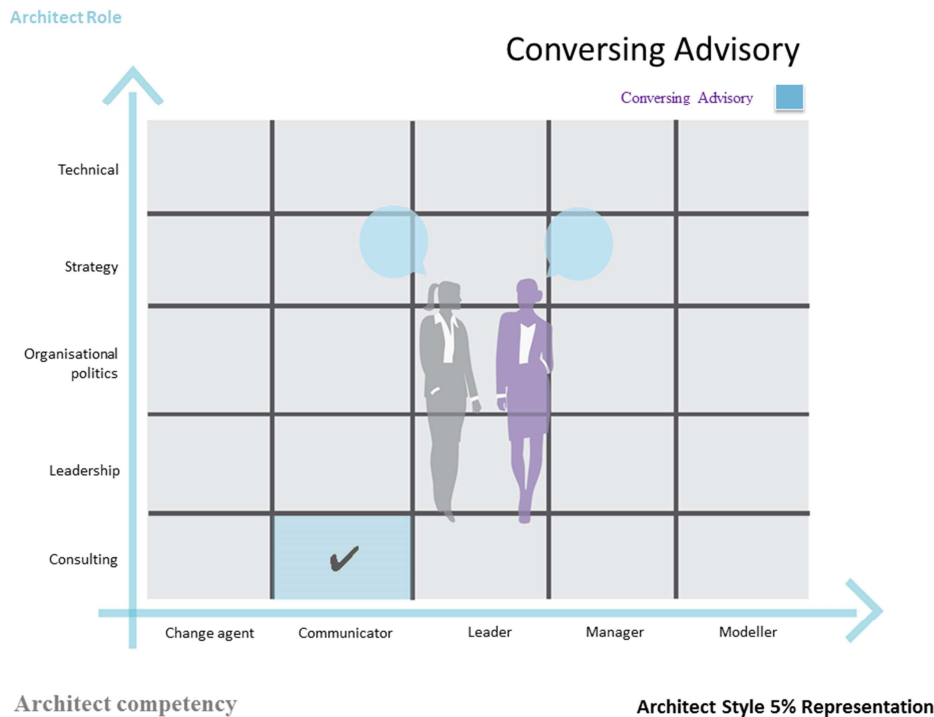 Architect Role
Conversing Advisory
Conversing Advisory
Technical
Strategy
Organisational
politics
Leadership
Consulting
Change agent
Communicator
Leader
Manager
Modeller
Architect competency
Architect Style 5% Representation